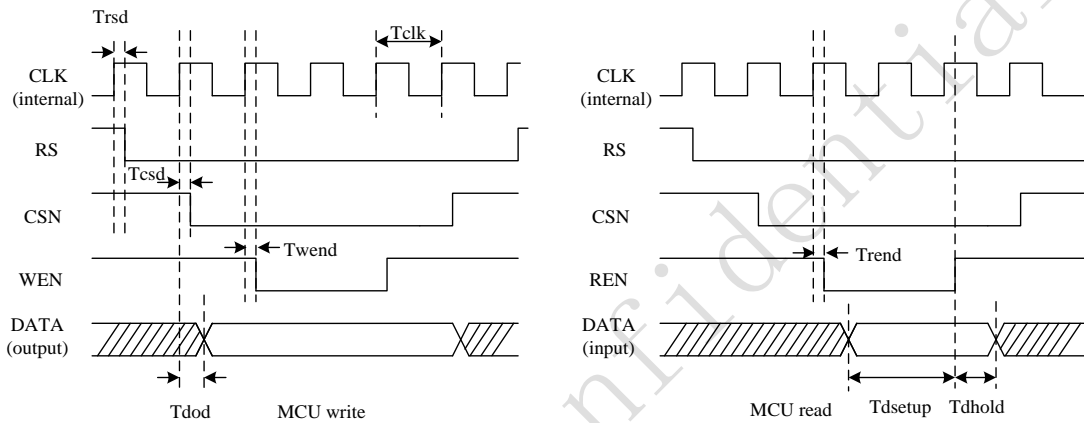 Trsd
Tclk
CLK
(internal)
RS
Tcsd
CSN
Twend
WEN
DATA
(output)
Tdod
MCU write
CLK
(internal)
RS
CSN
Trend
REN
DATA
(input)
MCU read
Tdsetup
Tdhold
nfidentia